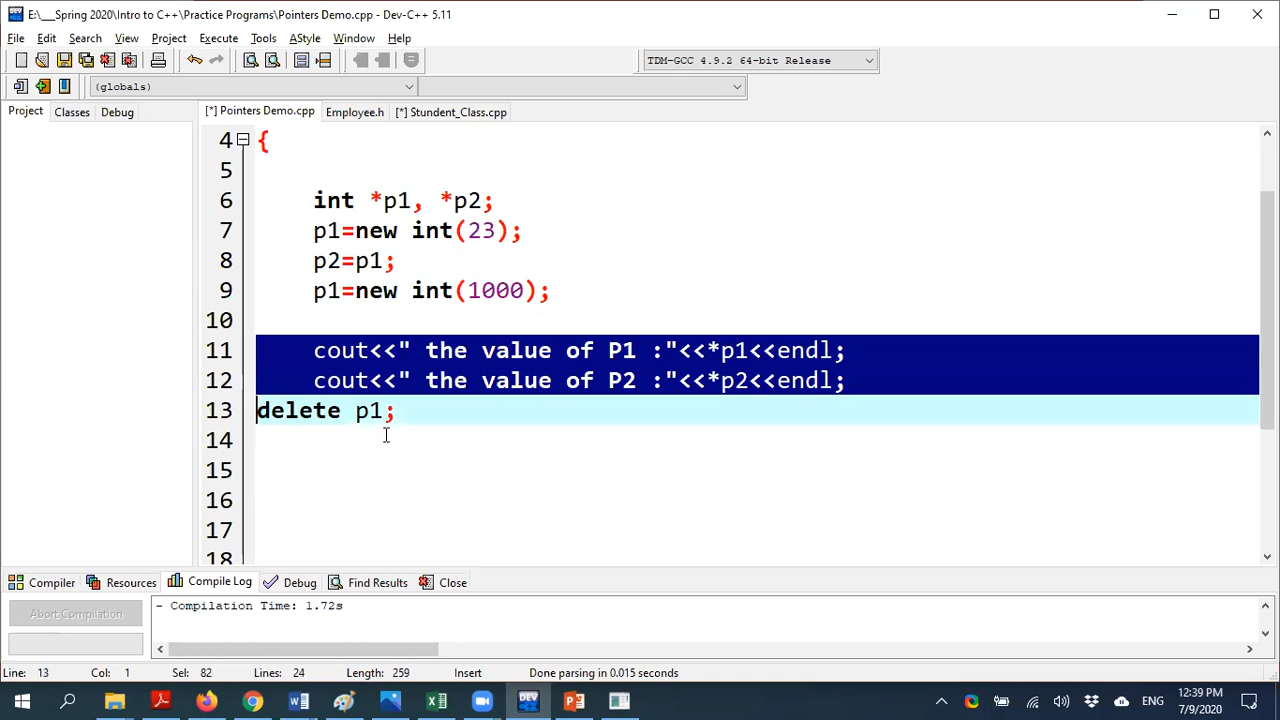 E:\___Spring 2020\Intro to C++\Practice Programs\Pointers Demo.cpp - Dev-C++ 5.11
File Edit Search View Project Execute Tools AStyle Window Help
TDM-GCC 4.9.2 64-bit Release
(globals)
Project Classes Debug [*] Pointers Demo.cpp Employee.h [*] Stundent_Class.cpp
4 {
5
6 int *p1, *p2;
7 p1=new int(23);
8 p2=p1;
9 p1=new int(1000);
10
11 cout<<" the value of P1 :"<<*p1<<endl;
12 cout<<" the value of P2 :"<<*p2<<endl;
13 delete p1;
14
15
16
17
18
Compiler Resources Compile Log Debug Find Results Close
Abort Compilation
- Compilation Time: 1.72s
Line: 13 Col: 1 Sel: 82 Lines: 24 Length: 259 Insert Done parsing in 0.015 seconds
DEV
ENG
12:39 PM
7/9/2020